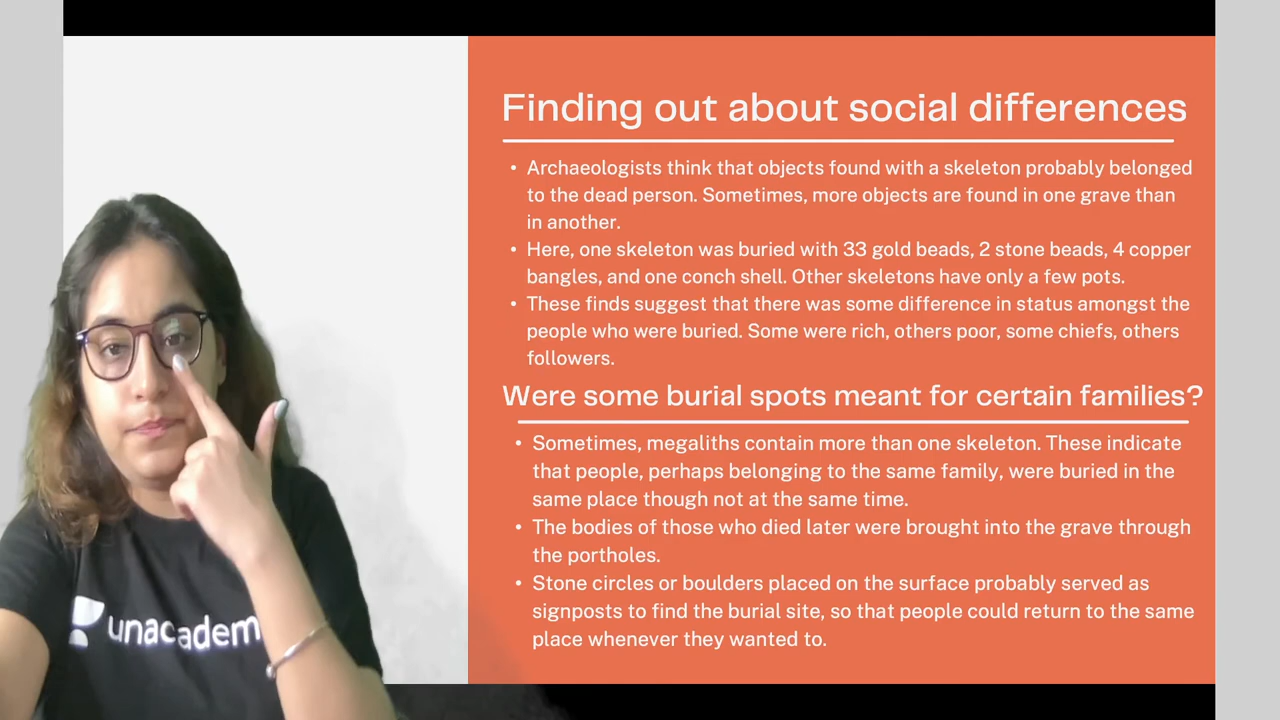 Finding out about social differences
• Archaeologists think that objects found with a skeleton probably belonged
to the dead person. Sometimes, more objects are found in one grave than
in another.
• Here, one skeleton was buried with 33 gold beads, 2 stone beads, 4 copper
bangles, and one conch shell. Other skeletons have only a few pots.
• These finds suggest that there was some difference in status amongst the
people who were buried. Some were rich, others poor, some chiefs, others
followers.
Were some burial spots meant for certain families?
• Sometimes, megaliths contain more than one skeleton. These indicate
that people, perhaps belonging to the same family, were buried in the
same place though not at the same time.
• The bodies of those who died later were brought into the grave through
the portholes.
• Stone circles or boulders placed on the surface probably served as
signposts to find the burial site, so that people could return to the same
place whenever they wanted to.
unacadem